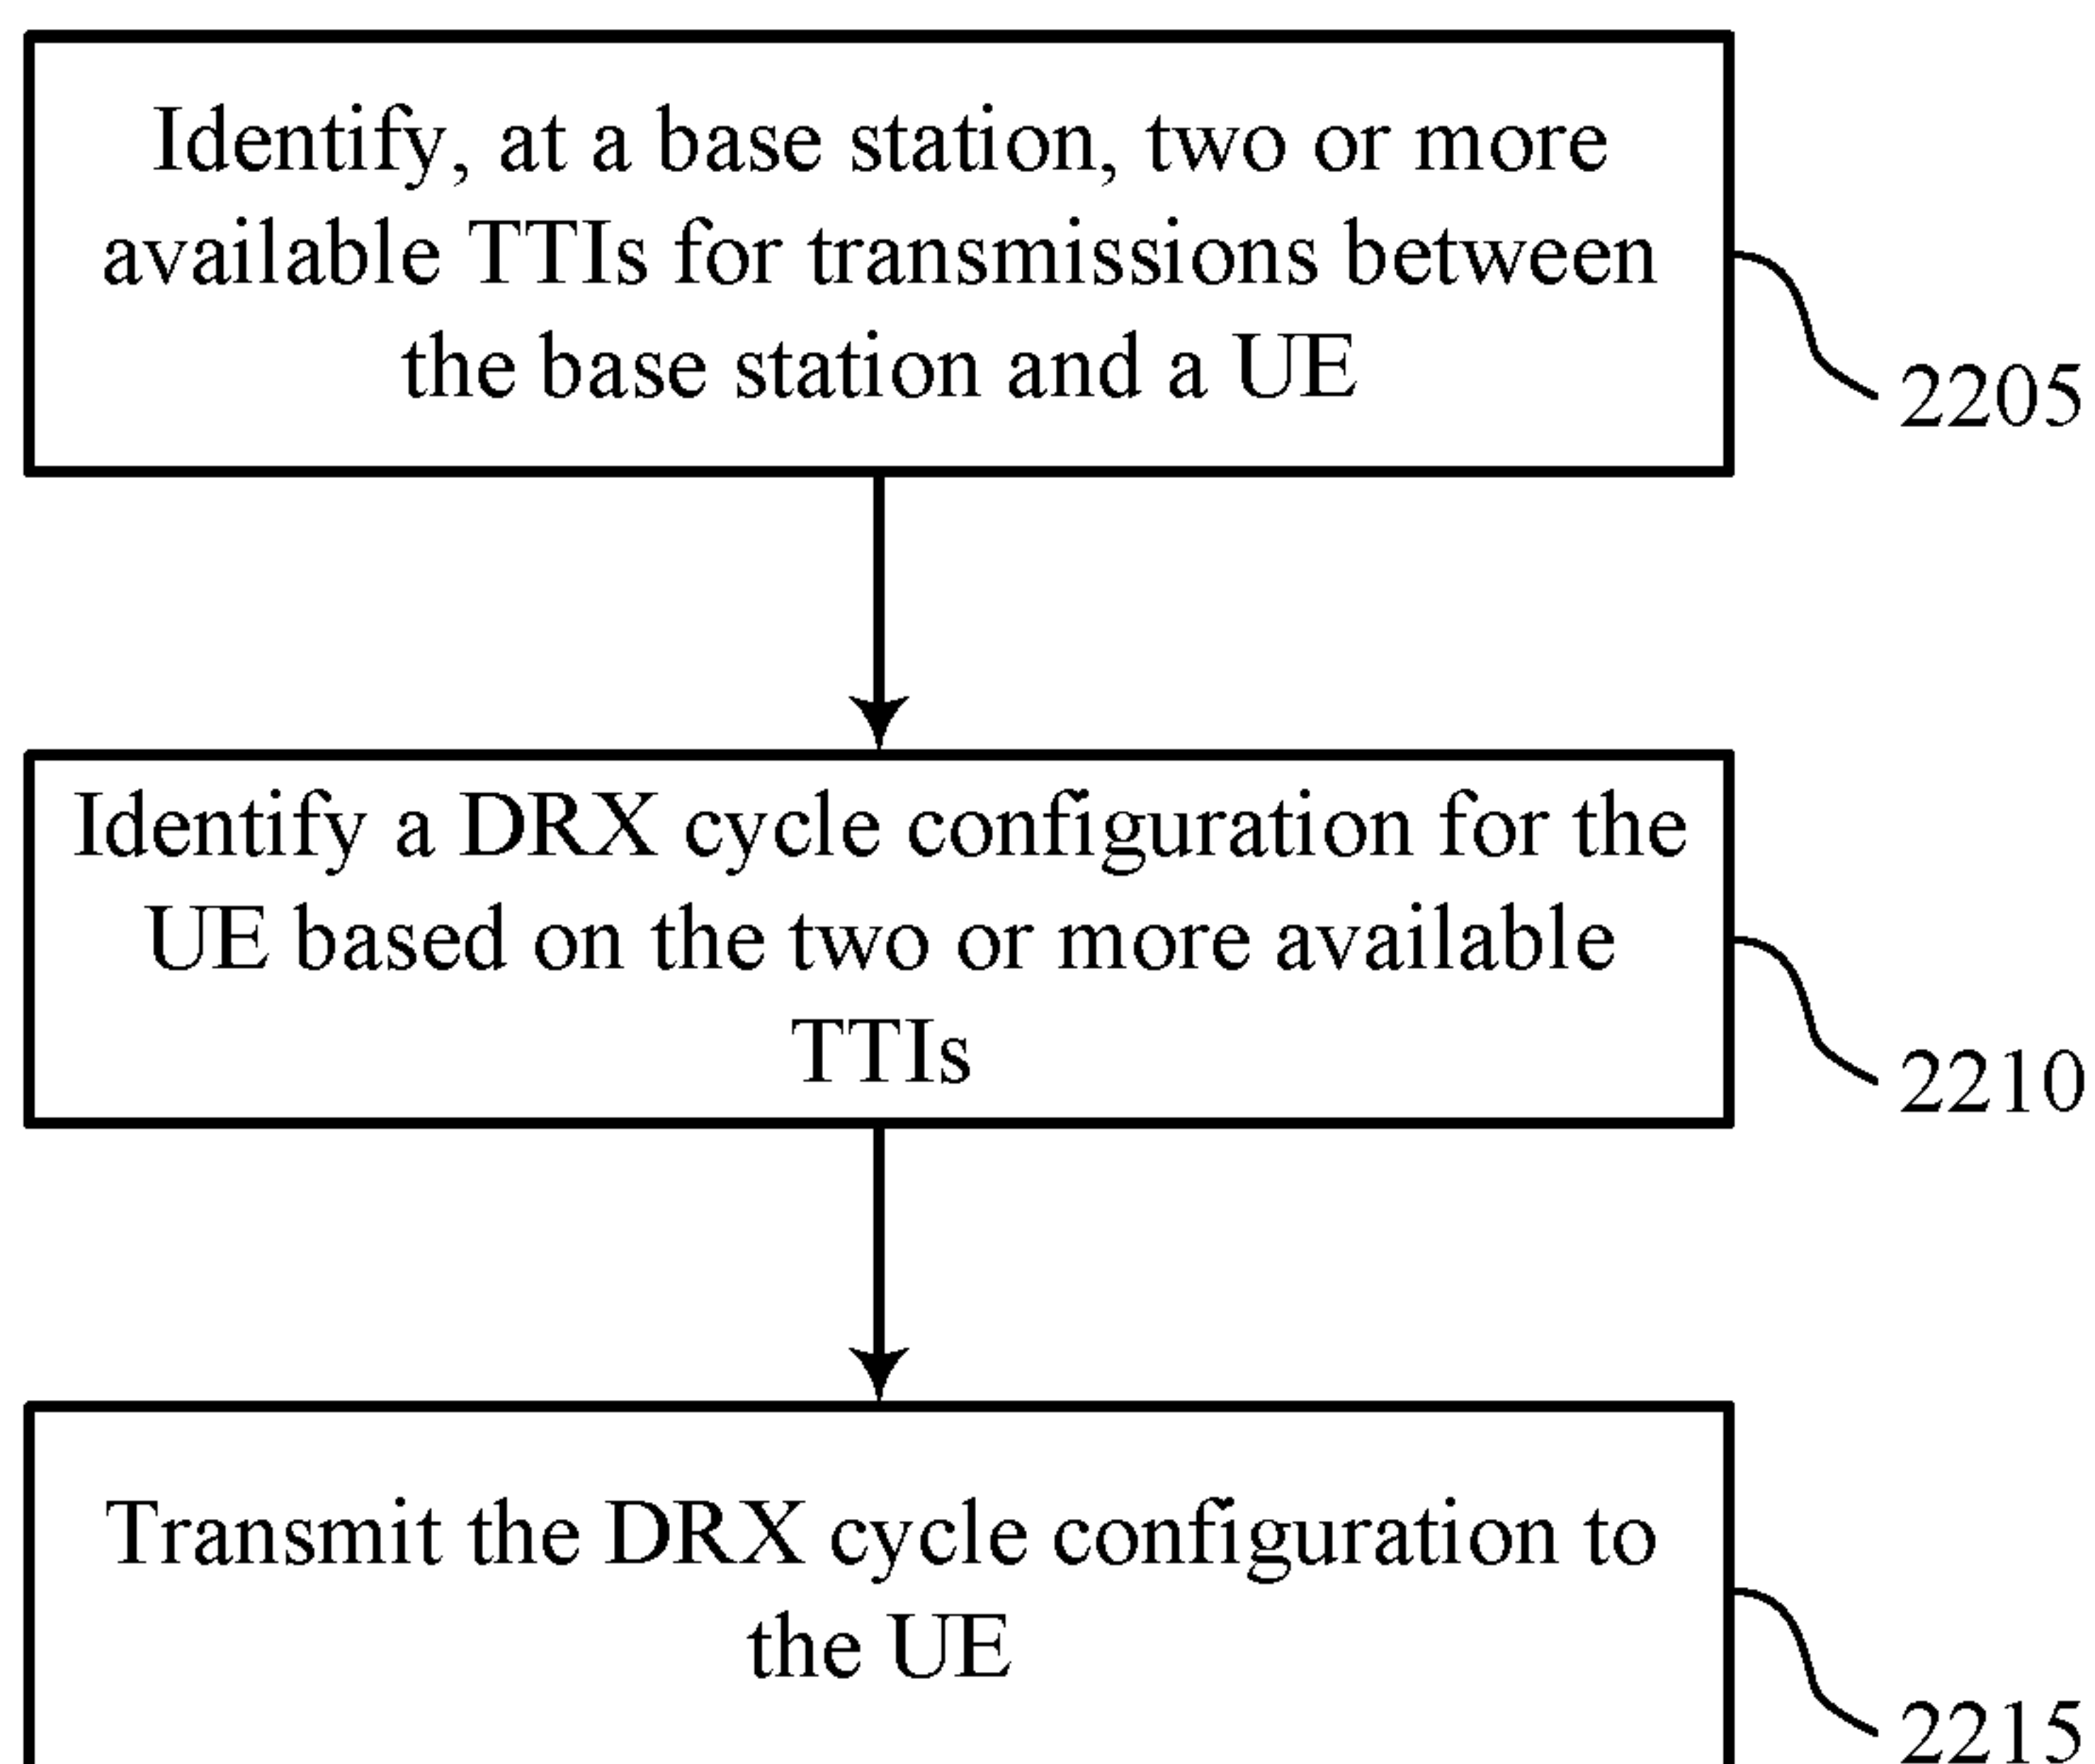 Identify, at a base station, two or more
available TTIs for transmissions between
the base station and a UE
2205
Identify a DRX cycle configuration for the
UE based on the two or more available
TTIs
2210
Transmit the DRX cycle configuration to
the UE
2215